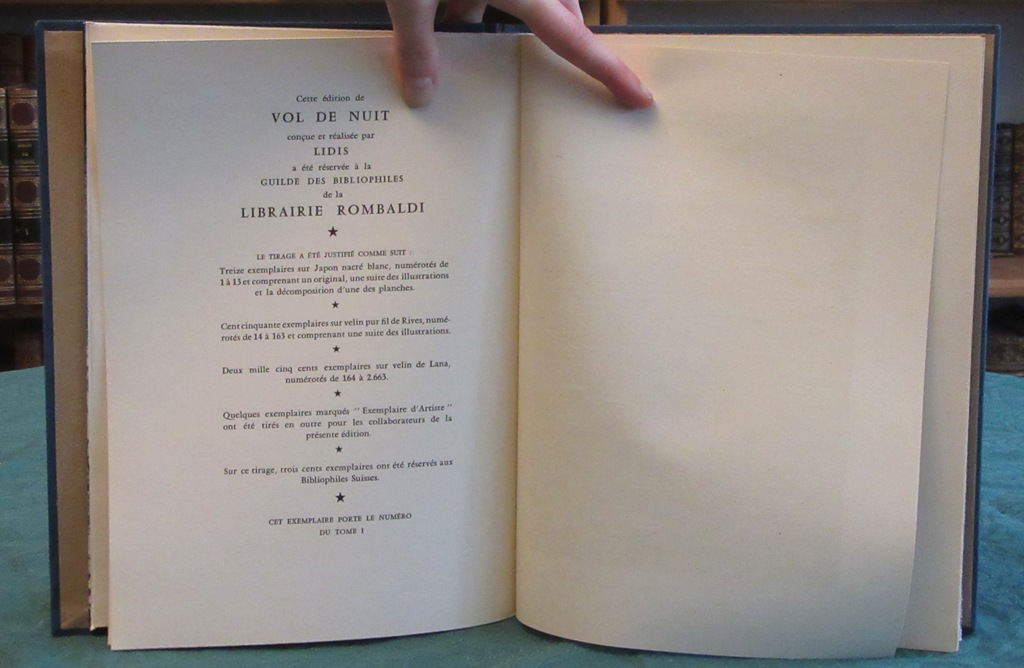 Cette édition de
VOL DE NUIT
conçue et réalisée par
LIDIS
a été réservée à la
GUILDE DES BIBLIOPHILES
de la
LIBRAIRIE ROMBALDI
★
LE TIRAGE A ÉTÉ JUSTIFIÉ COMME SUIT :
Treize exemplaires sur Japon nacré blanc, numérotés de
1 à 13 et comprenant un original, une suite des illustrations
et la décomposition d'une des planches.
★
Cent cinquante exemplaires sur velin pur fil de Rives, numé-
rotés de 14 à 163 et comprenant une suite des illustrations.
★
Deux mille cinq cents exemplaires sur velin de Lana,
numérotés de 164 à 2.663.
★
Quelques exemplaires marqués " Exemplaire d'Artiste "
ont été tirés en outre pour les collaborateurs de la
présente édition.
★
Sur ce tirage, trois cents exemplaires ont été réservés aux
Bibliophiles Suisses.
★
CET EXEMPLAIRE PORTE LE NUMÉRO
DU TOME I